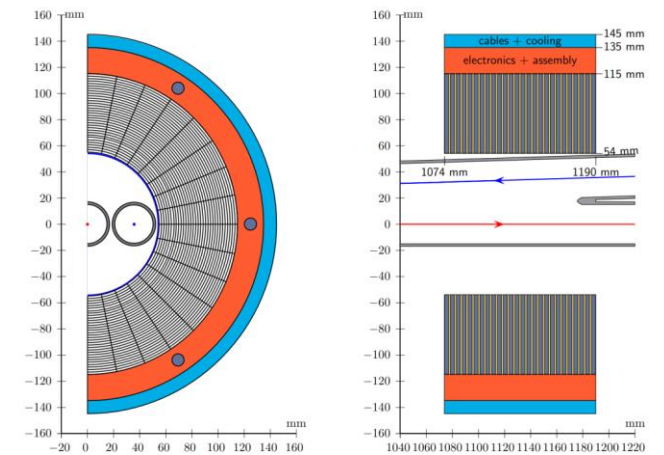 mm
160
140
120
100
80
60
40
20
0
−20
−40
−60
−80
−100
−120
−140
−160
−20 0 20 40 60 80 100 120 140 160
mm
mm
160
140
120
100
80
60
40
20
0
−20
−40
−60
−80
−100
−120
−140
−160
cables + cooling
electronics + assembly
145 mm
135 mm
115 mm
54 mm
1074 mm
1190 mm
mm
1040 1060 1080 1100 1120 1140 1160 1180 1200 1220